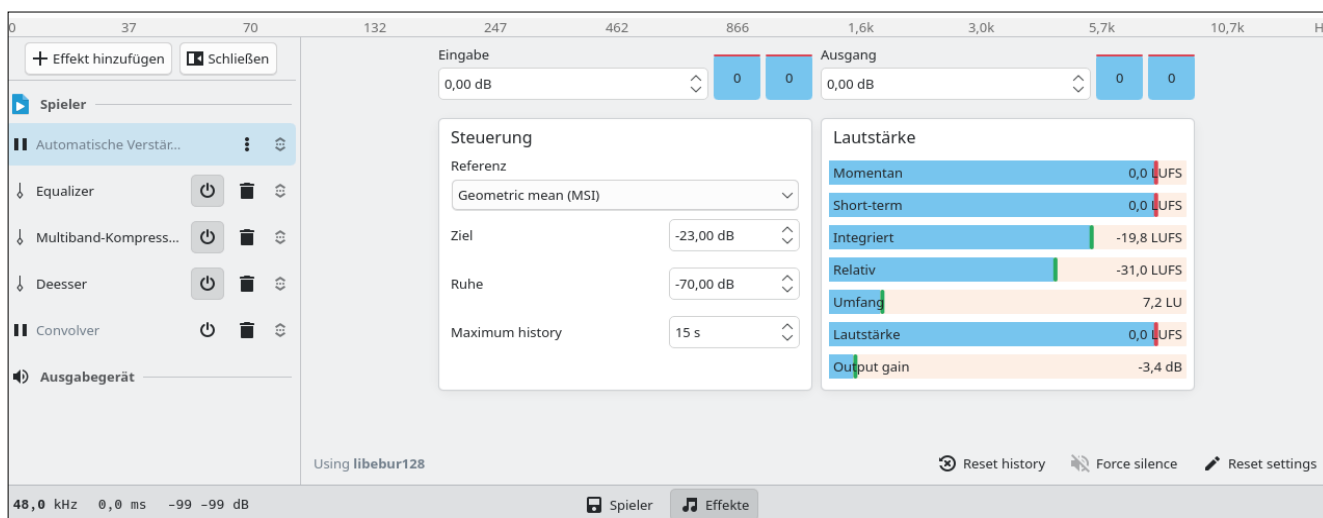 0 37 70 132 247 462 866 1,6k 3,0k 5,7k 10,7k H
Effekt hinzufügen Schließen
Spieler
Automatische Verstär...
Equalizer
Multiband-Kompress...
Deesser
Convolver
Ausgabegerät
Eingabe
0,00 dB 0 0
Ausgang
0,00 dB 0 0
Steuerung
Referenz
Geometric mean (MSI)
Ziel -23,00 dB
Ruhe -70,00 dB
Maximum history 15 s
Lautstärke
Momentan 0,0 LUFS
Short-term 0,0 LUFS
Integriert -19,8 LUFS
Relativ -31,0 LUFS
Umfang 7,2 LU
Lautstärke 0,0 LUFS
Output gain -3,4 dB
Using libebur128 Reset history Force silence Reset settings
48,0 kHz 0,0 ms -99 -99 dB Spieler Effekte